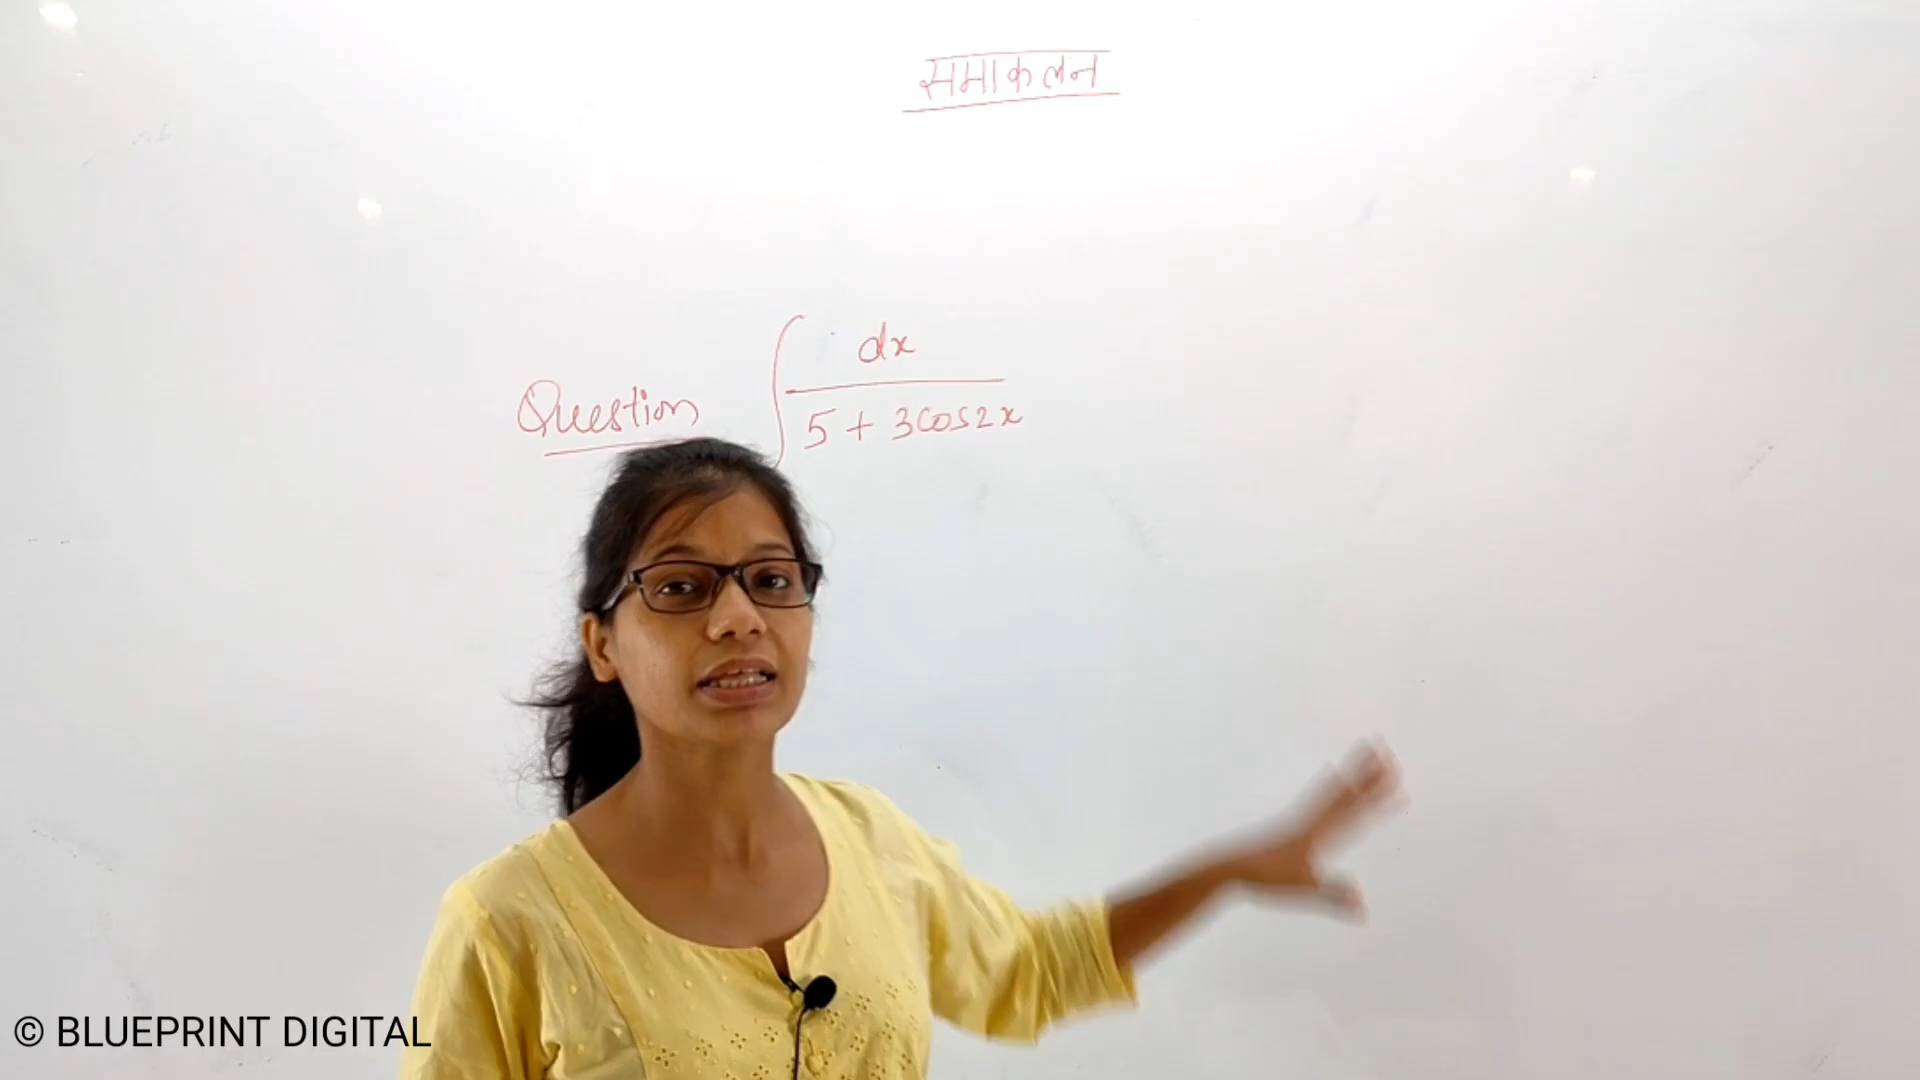 समाकलन
Question ∫ dx
5 + 3cos2x
© BLUEPRINT DIGITAL